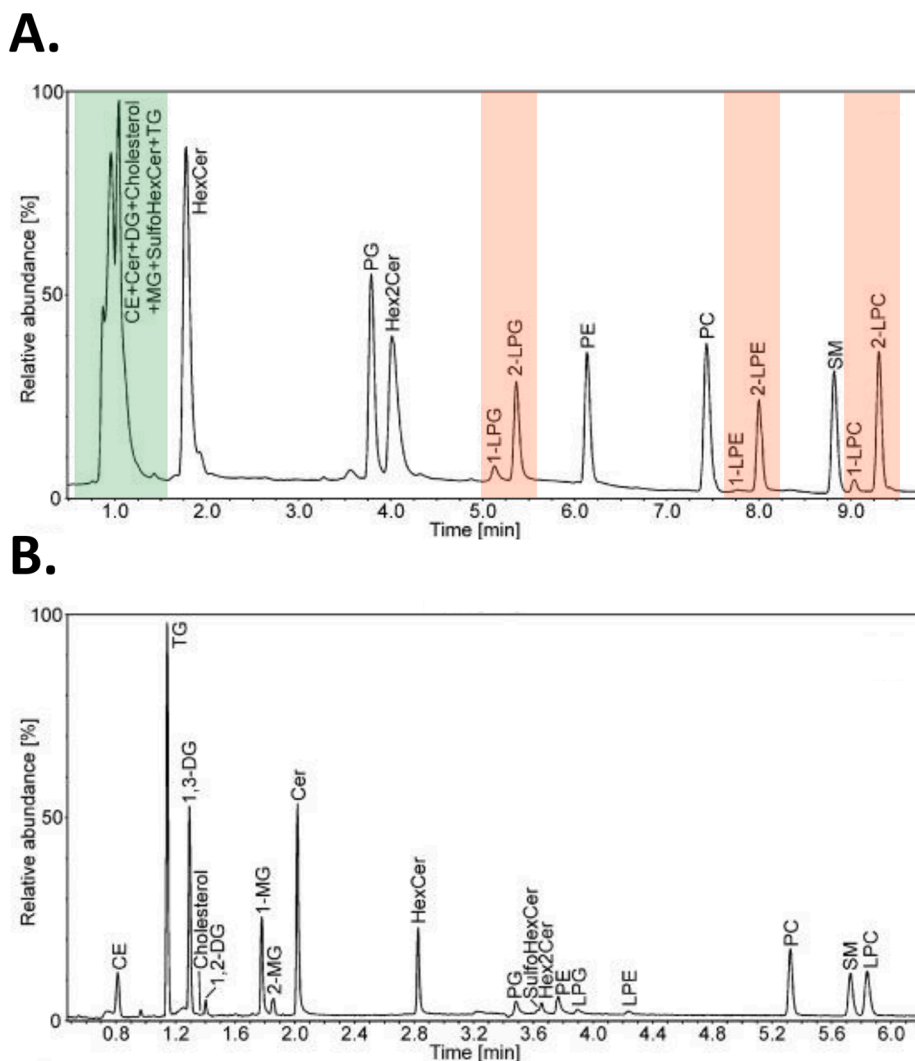 A.
100
50
0
Relative abundance [%]
CE+Cer+DG+Cholesterol
+MG+SulfoHexCer+TG
HexCer
PG
Hex2Cer
1-LPG
2-LPG
PE
PC
1-LPE
2-LPE
SM
1-LPC
2-LPC
1.0 2.0 3.0 4.0 5.0 6.0 7.0 8.0 9.0
Time [min]
B.
100
50
0
Relative abundance [%]
CE
TG
1,3-DG
Cholesterol
1,2-DG
1-MG
2-MG
Cer
HexCer
PG
SulfoHexCer
Hex2Cer
PE
LPG
LPE
PC
SM
LPC
0.8 1.2 1.6 2.0 2.4 2.8 3.2 3.6 4.0 4.4 4.8 5.2 5.6 6.0
Time [min]